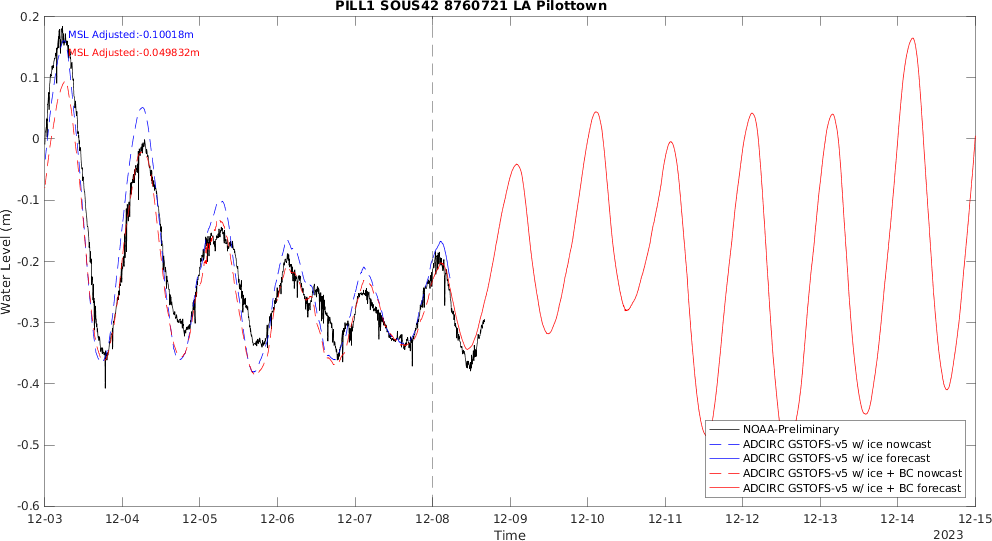 PILL1 SOUS42 8760721 LA Pilottown
MSL Adjusted:-0.10018m
MSL Adjusted:-0.049832m
0.2
0.1
0
-0.1
-0.2
-0.3
-0.4
-0.5
-0.6
Water Level (m)
NOAA-Preliminary
ADCIRC GSTOFS-v5 w/ ice nowcast
ADCIRC GSTOFS-v5 w/ ice forecast
ADCIRC GSTOFS-v5 w/ ice + BC nowcast
ADCIRC GSTOFS-v5 w/ ice + BC forecast
12-03 12-04 12-05 12-06 12-07 12-08 12-09 12-10 12-11 12-12 12-13 12-14 12-15
Time
2023